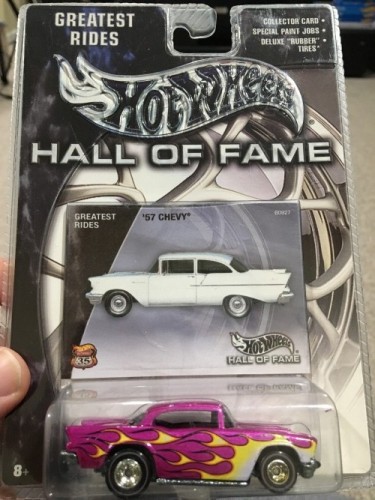 GREATEST
RIDES
COLLECTOR CARD •
SPECIAL PAINT JOBS •
DELUXE "RUBBER" •
TIRES*
HOT WHEELS
HALL OF FAME
GREATEST
RIDES
'57 CHEVY*
HOT WHEELS
HALL OF FAME
35
8+